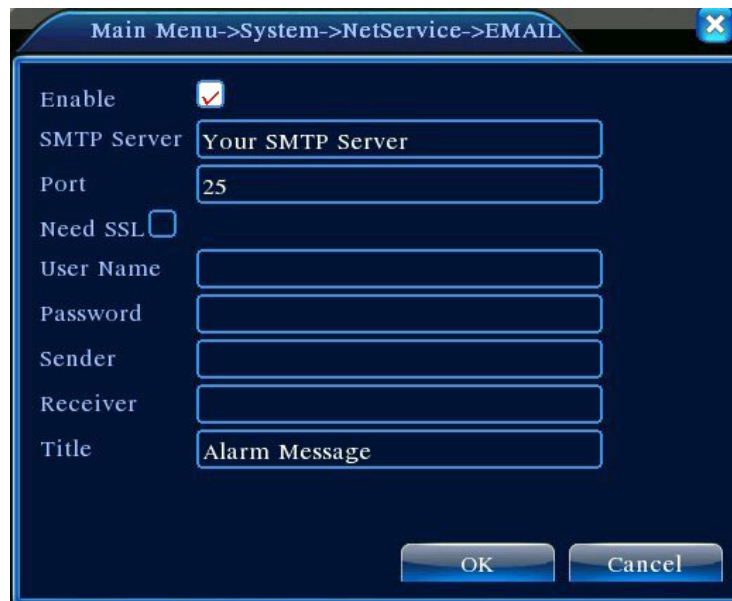 Main Menu->System->NetService->EMAIL
Enable
SMTP Server Your SMTP Server
Port 25
Need SSL
User Name
Password
Sender
Receiver
Title Alarm Message
OK Cancel